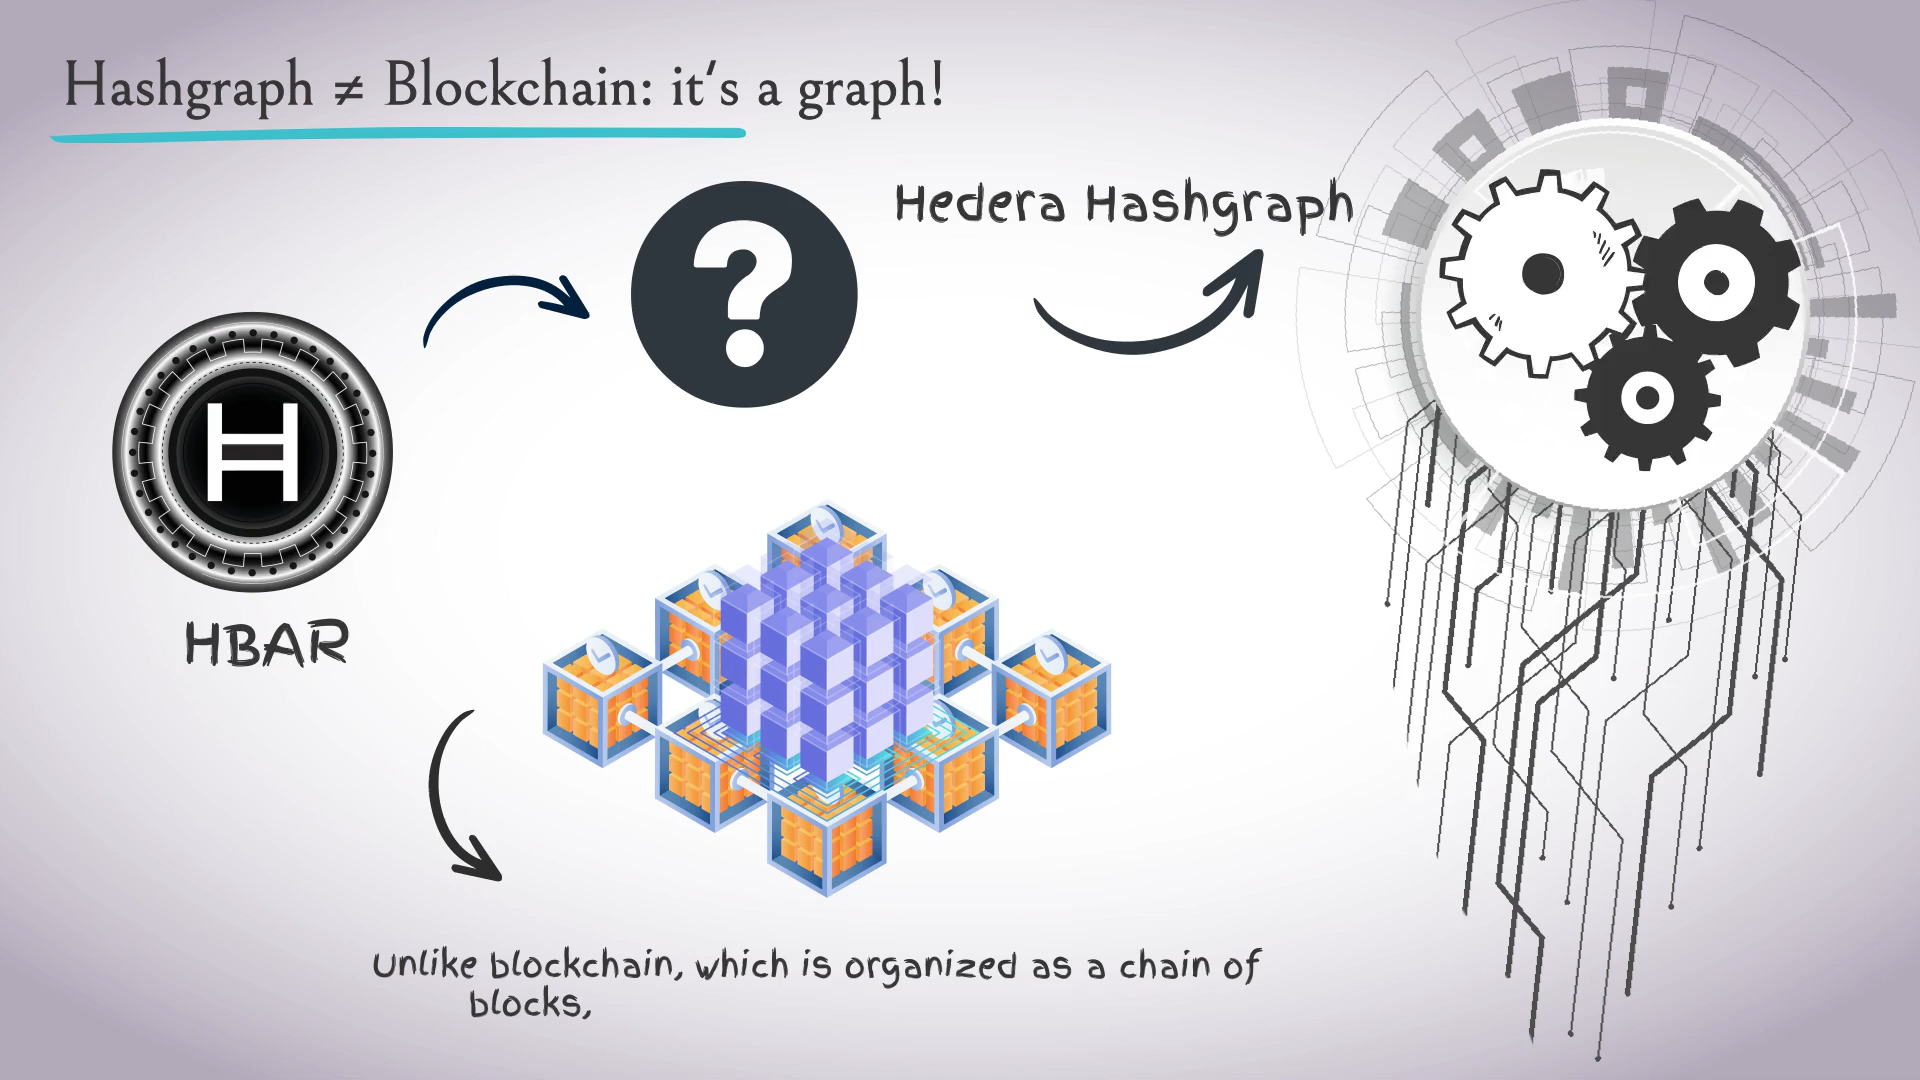 Hashgraph ≠ Blockchain: it's a graph!
Hedera Hashgraph
HBAR
Unlike blockchain, which is organized as a chain of
blocks,